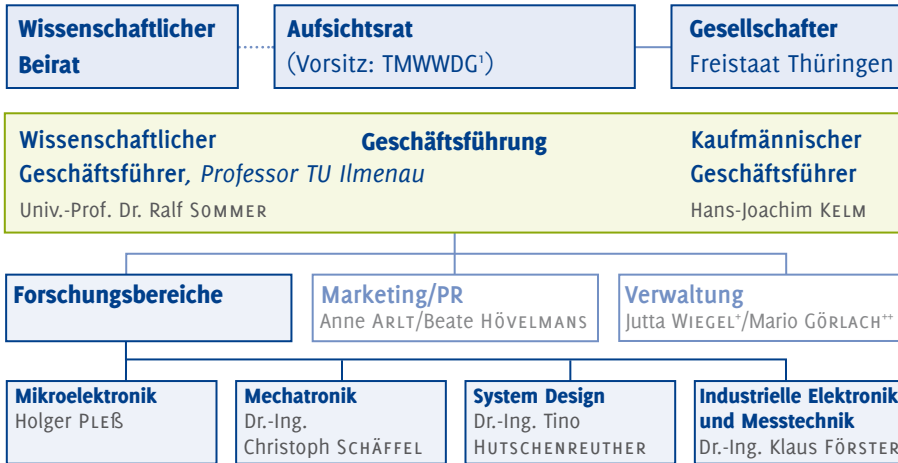 Wissenschaftlicher
Beirat
Aufsichtsrat
(Vorsitz: TMWWDG¹)
Gesellschafter
Freistaat Thüringen
Wissenschaftlicher
Geschäftsführer, Professor TU Ilmenau
Univ.-Prof. Dr. Ralf SOMMER
Geschäftsführung
Kaufmännischer
Geschäftsführer
Hans-Joachim KELM
Forschungsbereiche
Marketing/PR
Anne ARLT/Beate HÖVELMANS
Verwaltung
Jutta WIEGEL⁺/Mario GÖRLACH⁺⁺
Mikroelektronik
Holger PLEẞ
Mechatronik
Dr.-Ing.
Christoph SCHÄFFEL
System Design
Dr.-Ing. Tino
HUTSCHENREUTHER
Industrielle Elektronik
und Messtechnik
Dr.-Ing. Klaus FÖRSTER